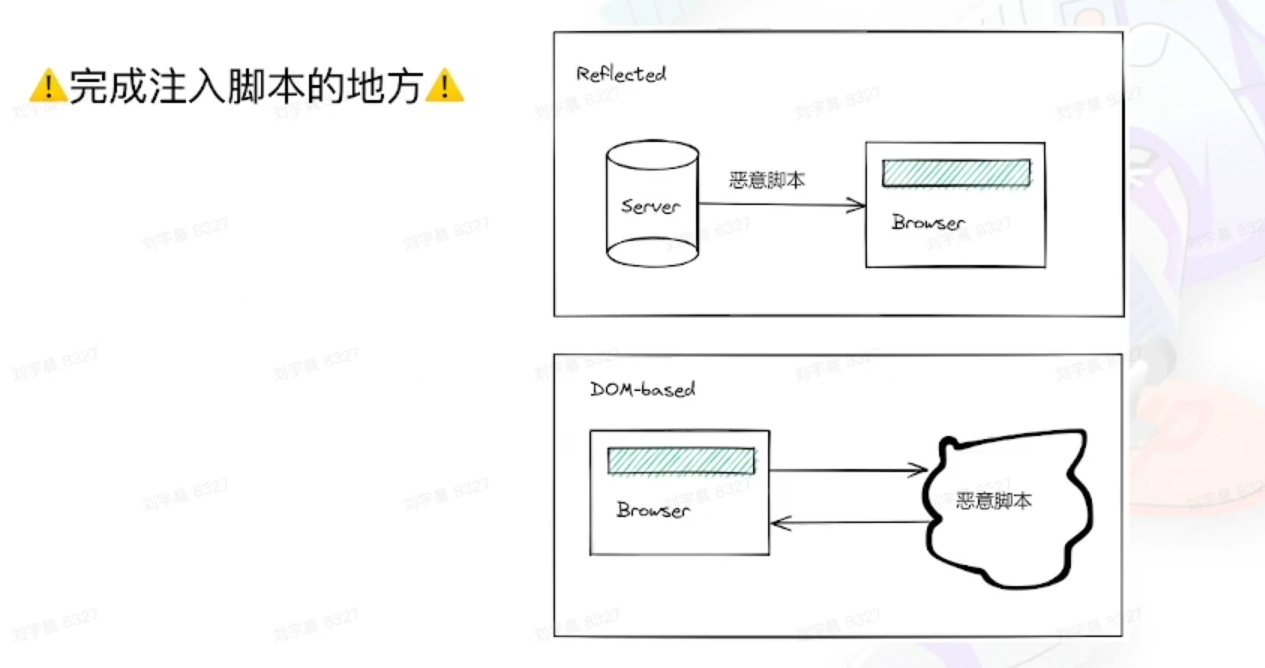 ⚠️完成注入脚本的地方⚠️
Reflected
Server
恶意脚本
Browser
DOM-based
Browser
恶意脚本
刘宇晨 8327